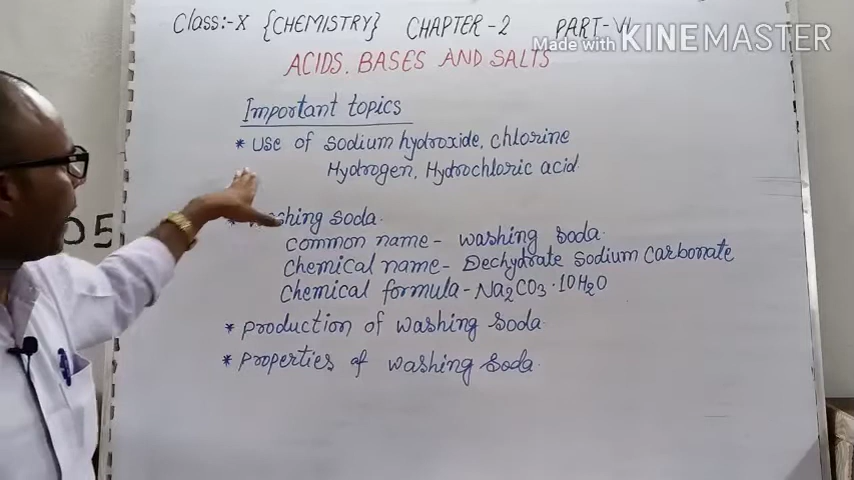 Class:-X {CHEMISTRY} CHAPTER-2 PART-VI
Made with KINEMASTER
ACIDS. BASES AND SALTS
Important topics
* Use of Sodium hydroxide, chlorine
Hydrogen, Hydrochloric acid
soda.
common name- washing soda.
chemical name- Dechydrate sodium carbonate
chemical formula- Na2CO3·10H2O
* production of washing soda.
* properties of washing soda.
05